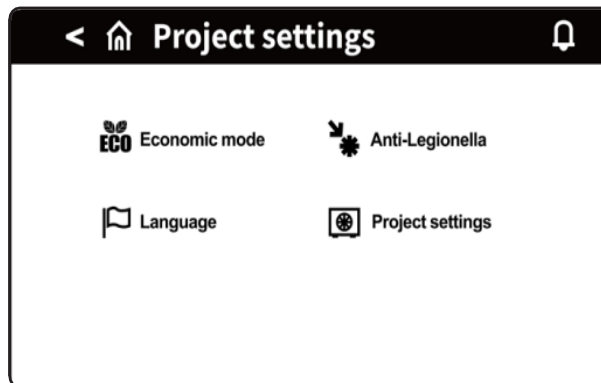 < Project settings
ECO Economic mode
Anti-Legionella
Language
Project settings